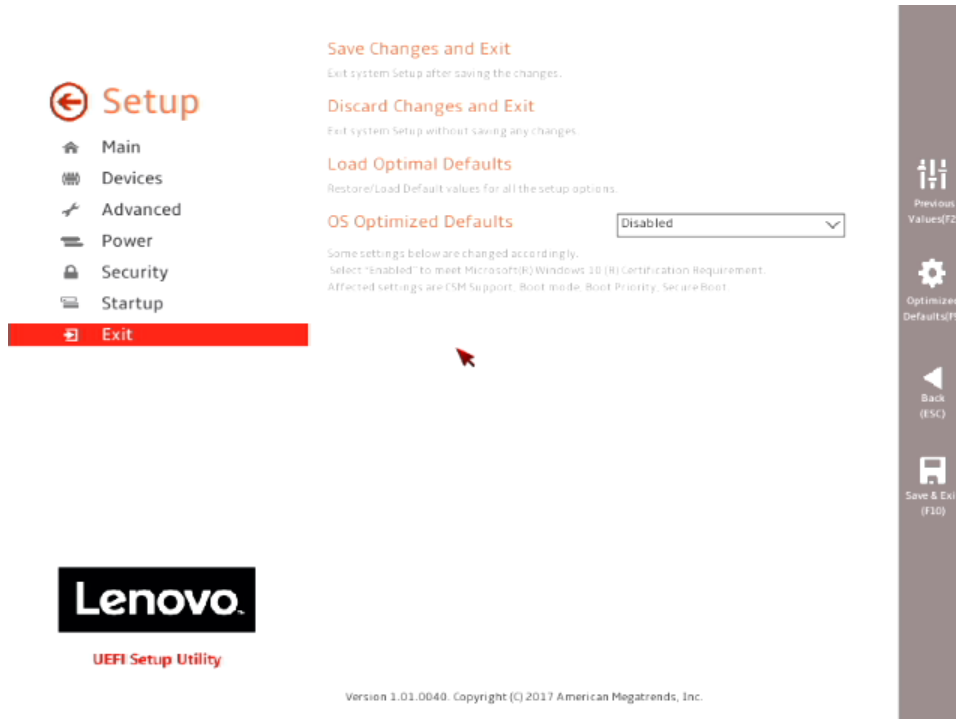 Setup
Main
Devices
Advanced
Power
Security
Startup
Exit
Save Changes and Exit
Exit system Setup after saving the changes.
Discard Changes and Exit
Exit system Setup without saving any changes.
Load Optimal Defaults
Restore/Load Default values for all the setup options.
OS Optimized Defaults
Disabled
Some settings below are changed accordingly.
Select "Enabled" to meet Microsoft(R) Windows 10 (R) Certification Requirement.
Affected settings are CSM Support, Boot mode, Boot Priority, Secure Boot.
Previous
Values(F2
Optimized
Defaults(F9
Back
(ESC)
Save & Exi
(F10)
Lenovo
UEFI Setup Utility
Version 1.01.0040. Copyright (C) 2017 American Megatrends, Inc.